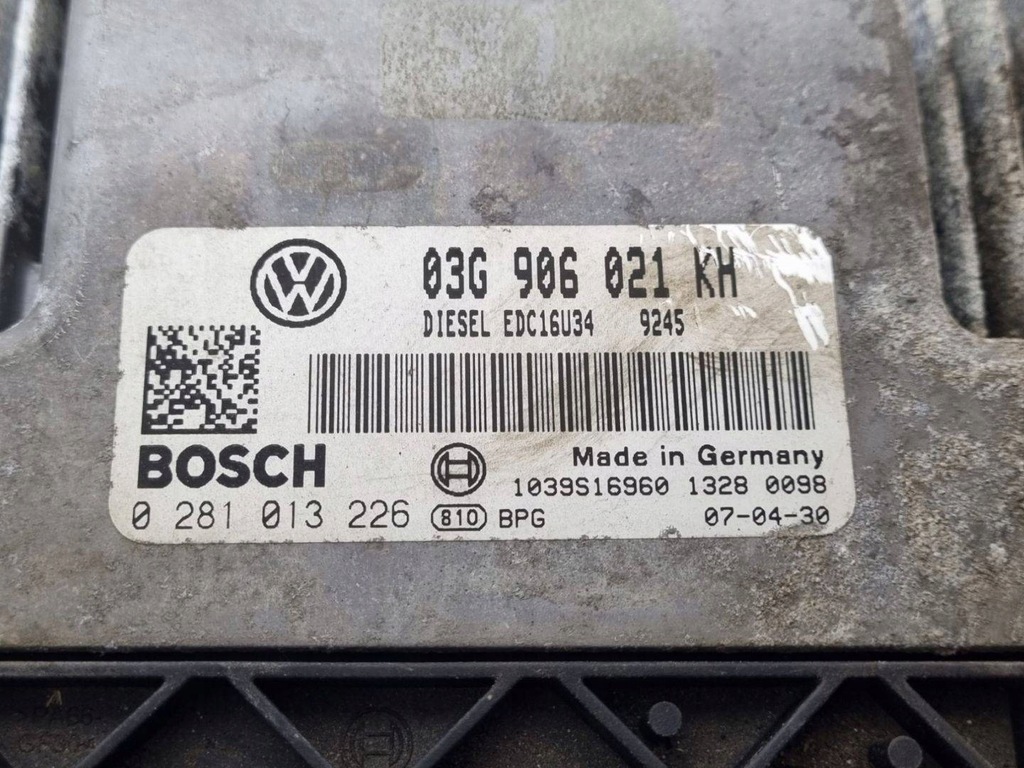 03G 906 021 KH
DIESEL EDC16U34 9245
BOSCH
Made in Germany
1039S16960 1328 0098
0 281 013 226 810 BPG 07-04-30